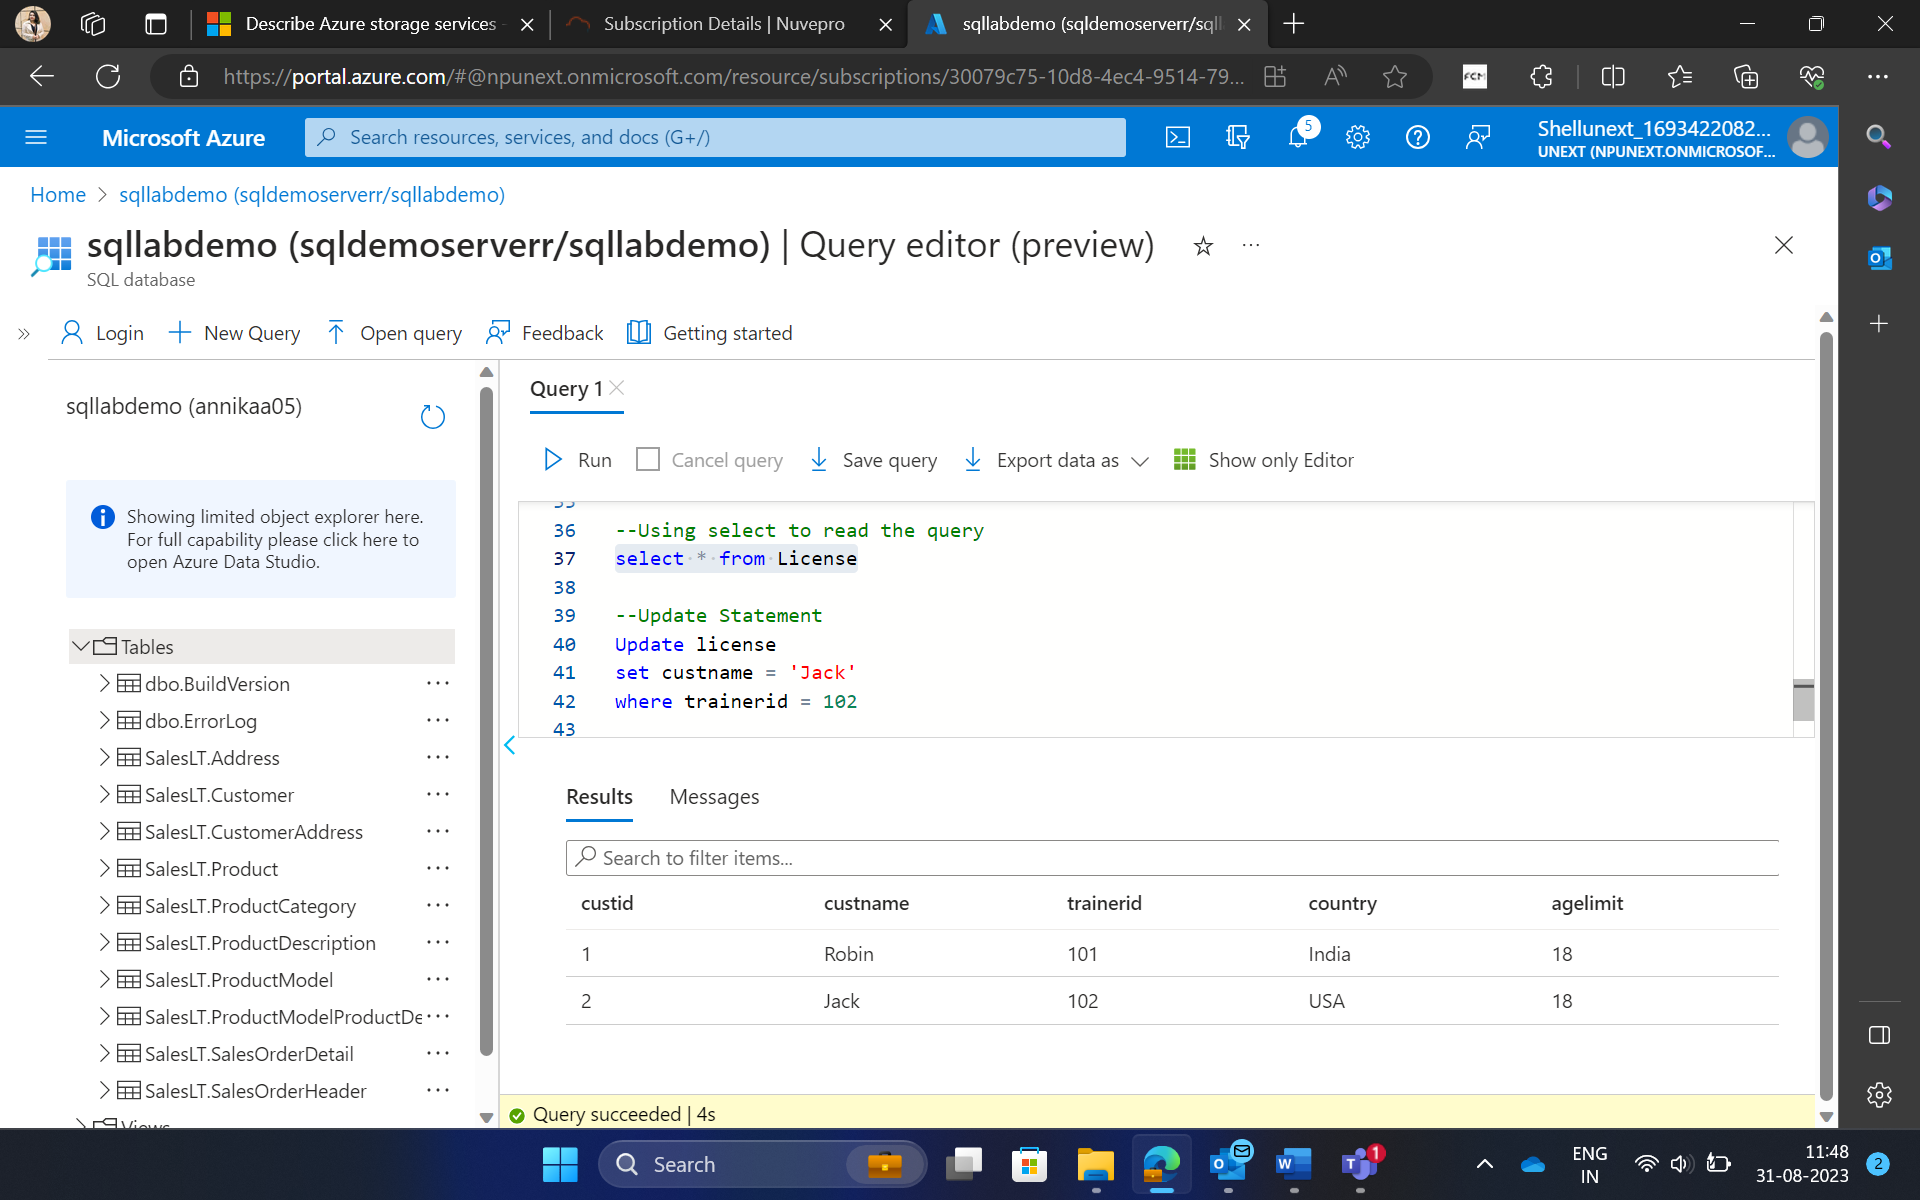 Describe Azure storage services
Subscription Details | Nuvepro
sqllabdemo (sqldemoserverr/sqll
https://portal.azure.com/#@npunext.onmicrosoft.com/resource/subscriptions/30079c75-10d8-4ec4-9514-79...
FCM
Microsoft Azure
Search resources, services, and docs (G+/)
5
Shellunext_1693422082...
UNEXT (NPUNEXT.ONMICROSOF...
Home > sqllabdemo (sqldemoserverr/sqllabdemo)
sqllabdemo (sqldemoserverr/sqllabdemo) | Query editor (preview)
SQL database
Login
New Query
Open query
Feedback
Getting started
sqllabdemo (annikaa05)
Showing limited object explorer here.
For full capability please click here to
open Azure Data Studio.
Tables
dbo.BuildVersion
dbo.ErrorLog
SalesLT.Address
SalesLT.Customer
SalesLT.CustomerAddress
SalesLT.Product
SalesLT.ProductCategory
SalesLT.ProductDescription
SalesLT.ProductModel
SalesLT.ProductModelProductDe
SalesLT.SalesOrderDetail
SalesLT.SalesOrderHeader
Views
Query 1
Run
Cancel query
Save query
Export data as
Show only Editor
35
36 --Using select to read the query
37 select * from License
38
39 --Update Statement
40 Update license
41 set custname = 'Jack'
42 where trainerid = 102
43
Results Messages
Search to filter items...
custid custname trainerid country agelimit
1 Robin 101 India 18
2 Jack 102 USA 18
Query succeeded | 4s
Search
1
ENG
IN
11:48
31-08-2023
2